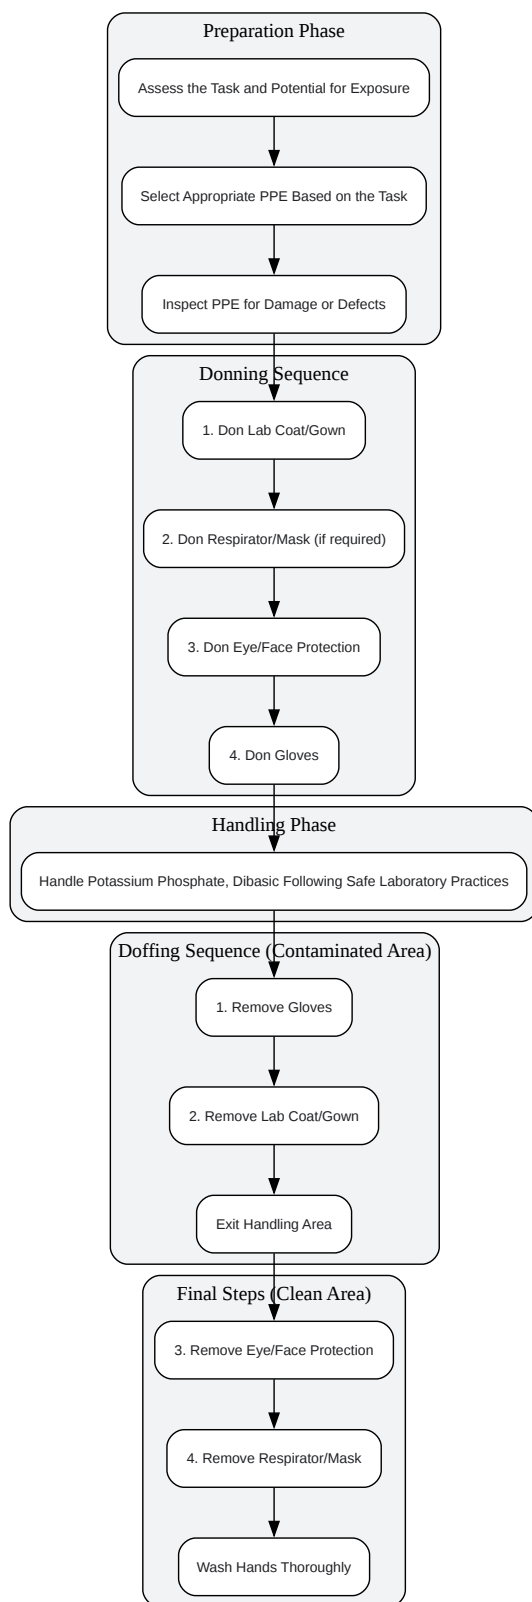 Preparation Phase
Assess the Task and Potential for Exposure
Select Appropriate PPE Based on the Task
Inspect PPE for Damage or Defects
Donning Sequence
1. Don Lab Coat/Gown
2. Don Respirator/Mask (if required)
3. Don Eye/Face Protection
4. Don Gloves
Handling Phase
Handle Potassium Phosphate, Dibasic Following Safe Laboratory Practices
Doffing Sequence (Contaminated Area)
1. Remove Gloves
2. Remove Lab Coat/Gown
Exit Handling Area
Final Steps (Clean Area)
3. Remove Eye/Face Protection
4. Remove Respirator/Mask
Wash Hands Thoroughly